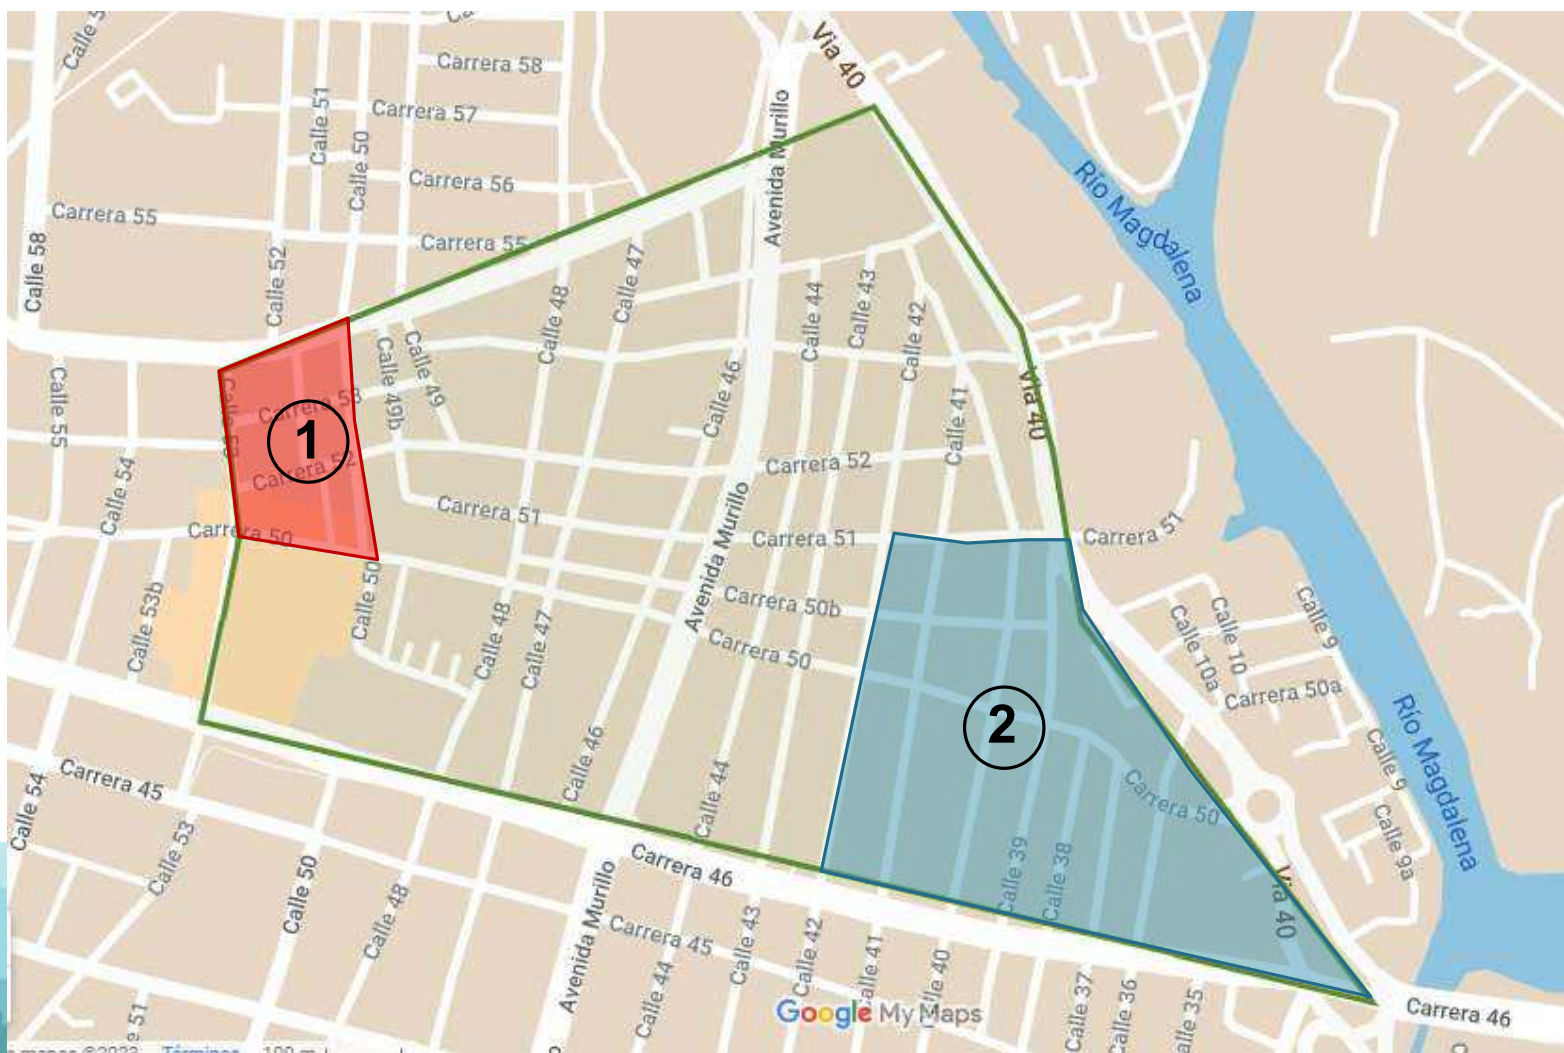 Via 40
Carrera 58
Carrera 57
Calle 51
Calle 50
Avenida Murillo
Río Magdalena
Carrera 56
Carrera 55
Carrera 55
Calle 58
Calle 52
Calle 47
Calle 48
Calle 44
Calle 43
Calle 42
Calle 49b
Calle 49
Calle 46
Calle 41
Via 40
Calle 55
Carrera 53
1
Carrera 52
Carrera 52
Calle 54
Carrera 51
Carrera 51
Carrera 51
Carrera 50
Avenida Murillo
Calle 53b
Calle 50
Calle 48
Calle 47
Carrera 50b
Carrera 50
Calle 10a
Calle 10
Calle 9
Carrera 50a
2
Río Magdalena
Calle 46
Calle 44
Carrera 50
Calle 9
Calle 9a
Carrera 45
Calle 54
Calle 53
Calle 50
Calle 48
Carrera 46
Calle 39
Calle 38
Via 40
Avenida Murillo
Carrera 45
Calle 44
Calle 43
Calle 42
Calle 41
Calle 40
Calle 37
Calle 36
Calle 35
Google My Maps
Carrera 46
Términos
100 m